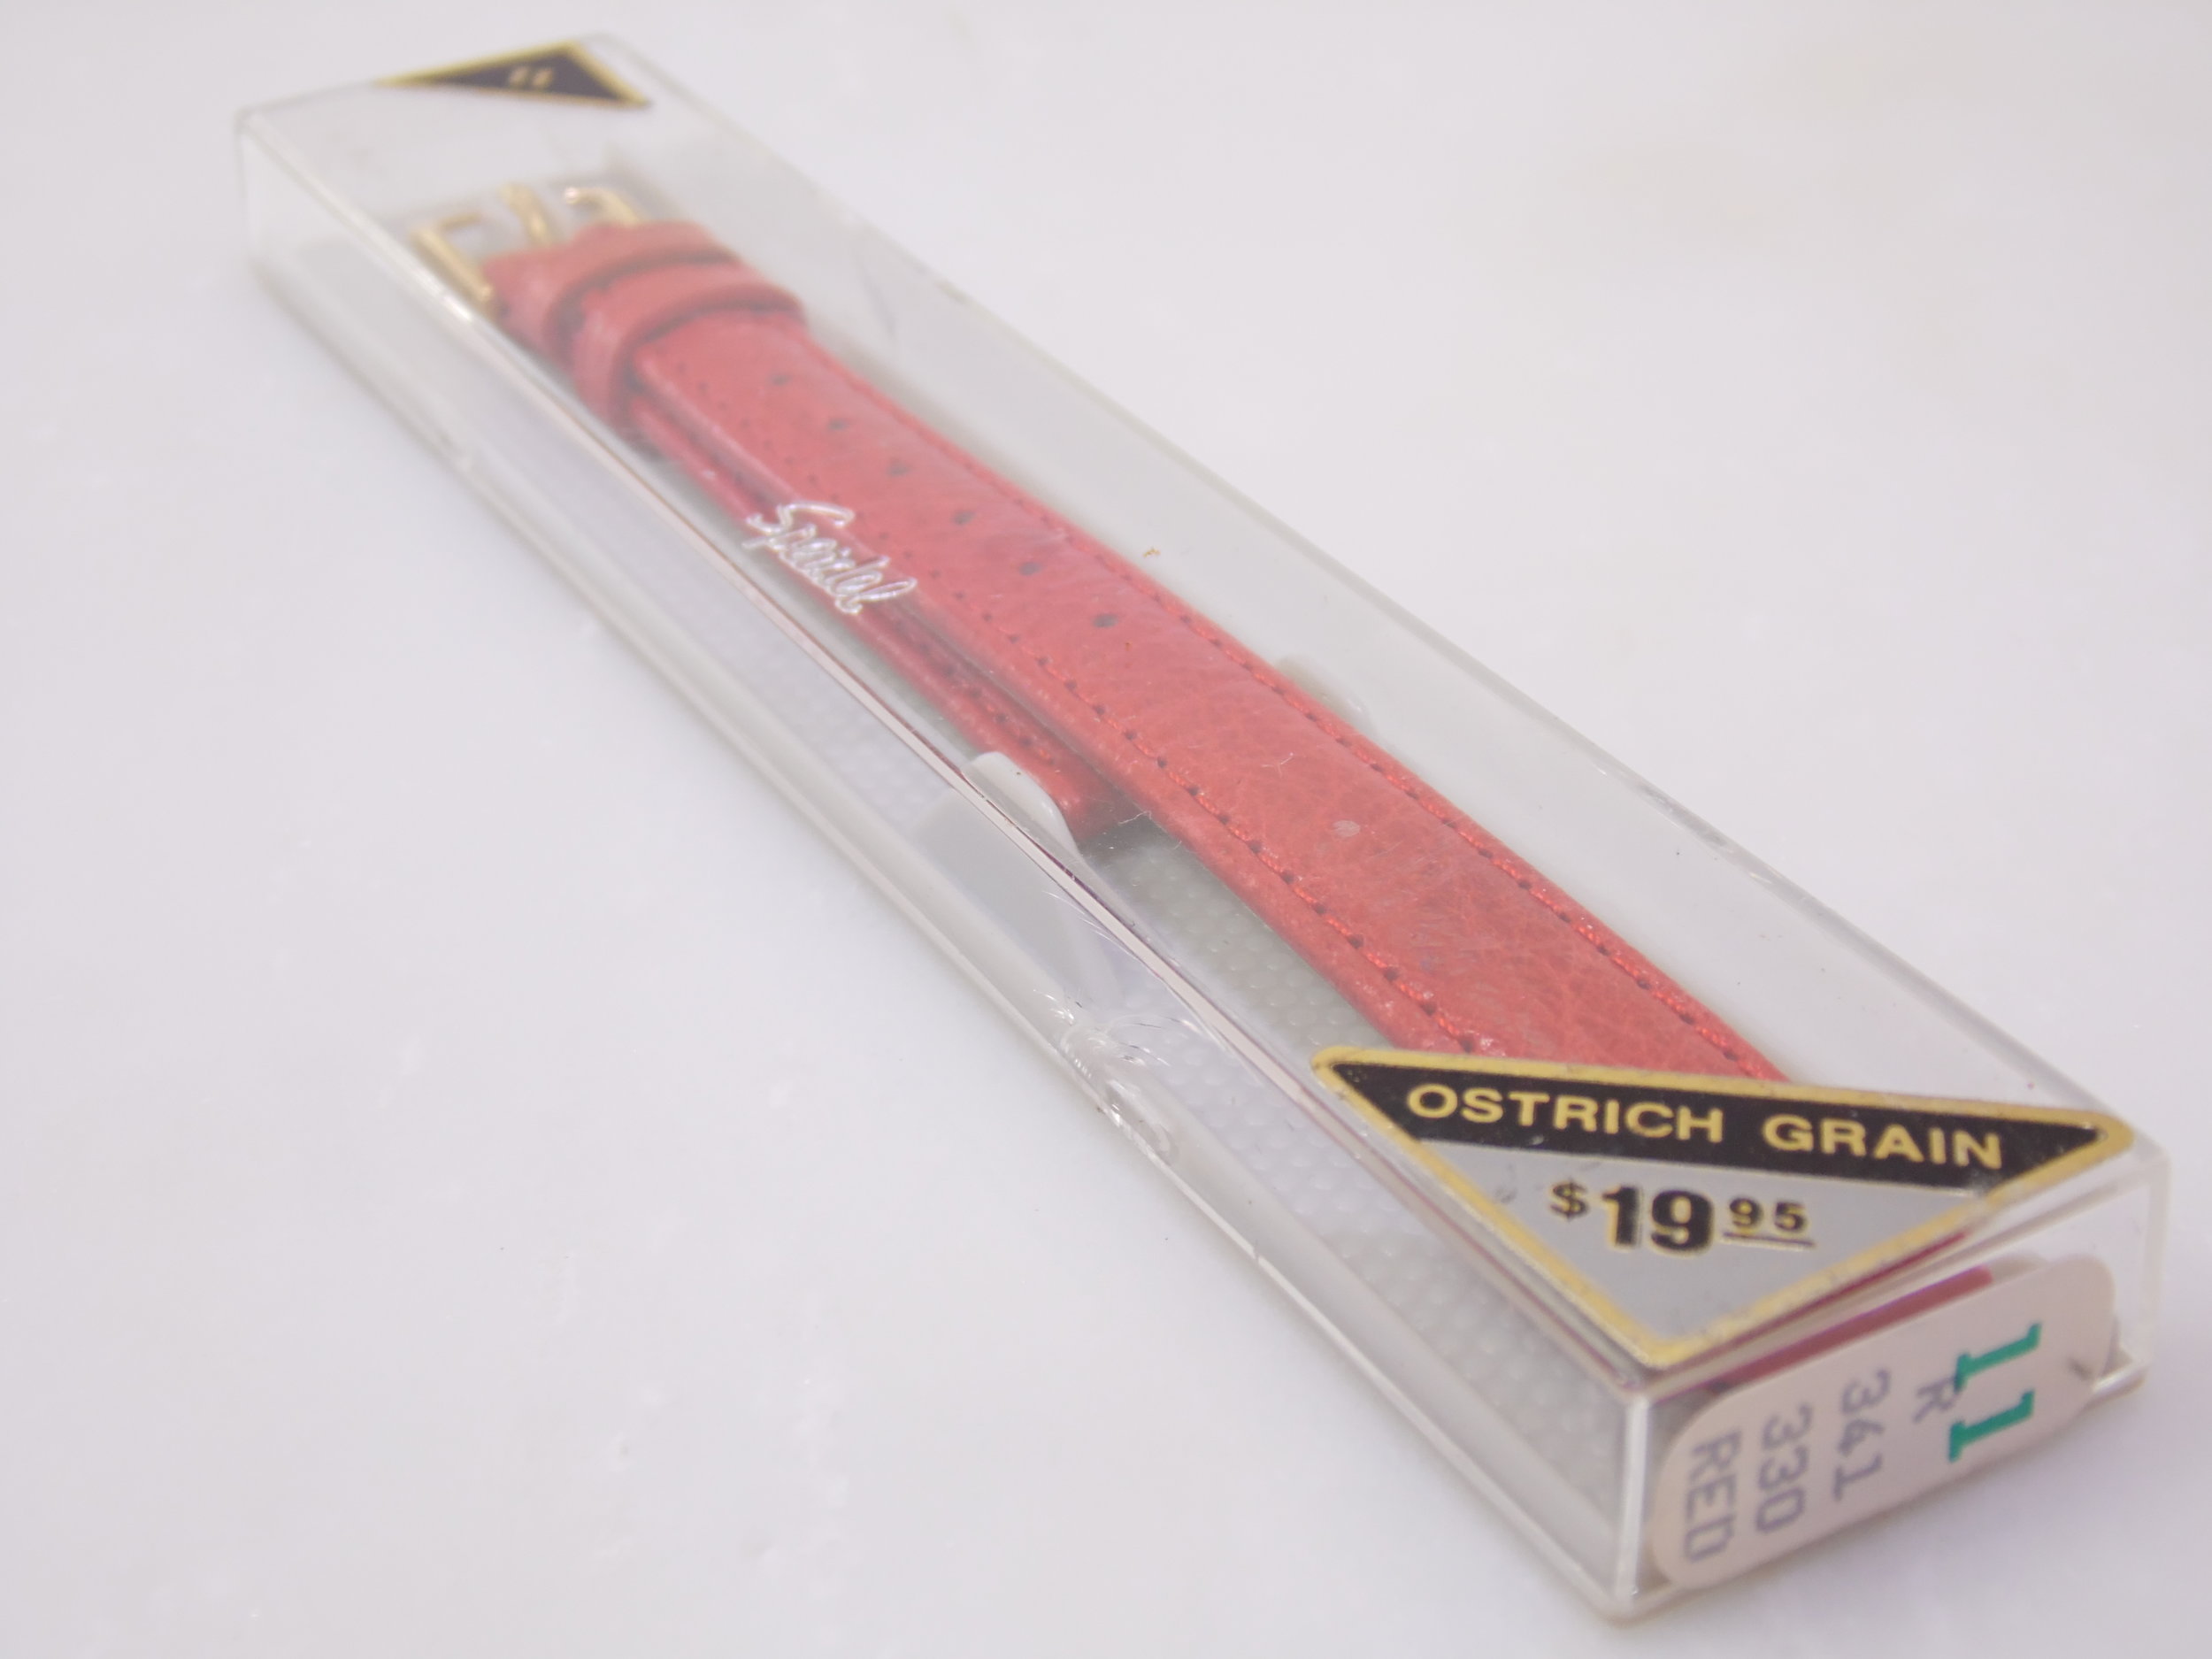 Speidel
OSTRICH GRAIN
$19 95
11
R
341
330
RED